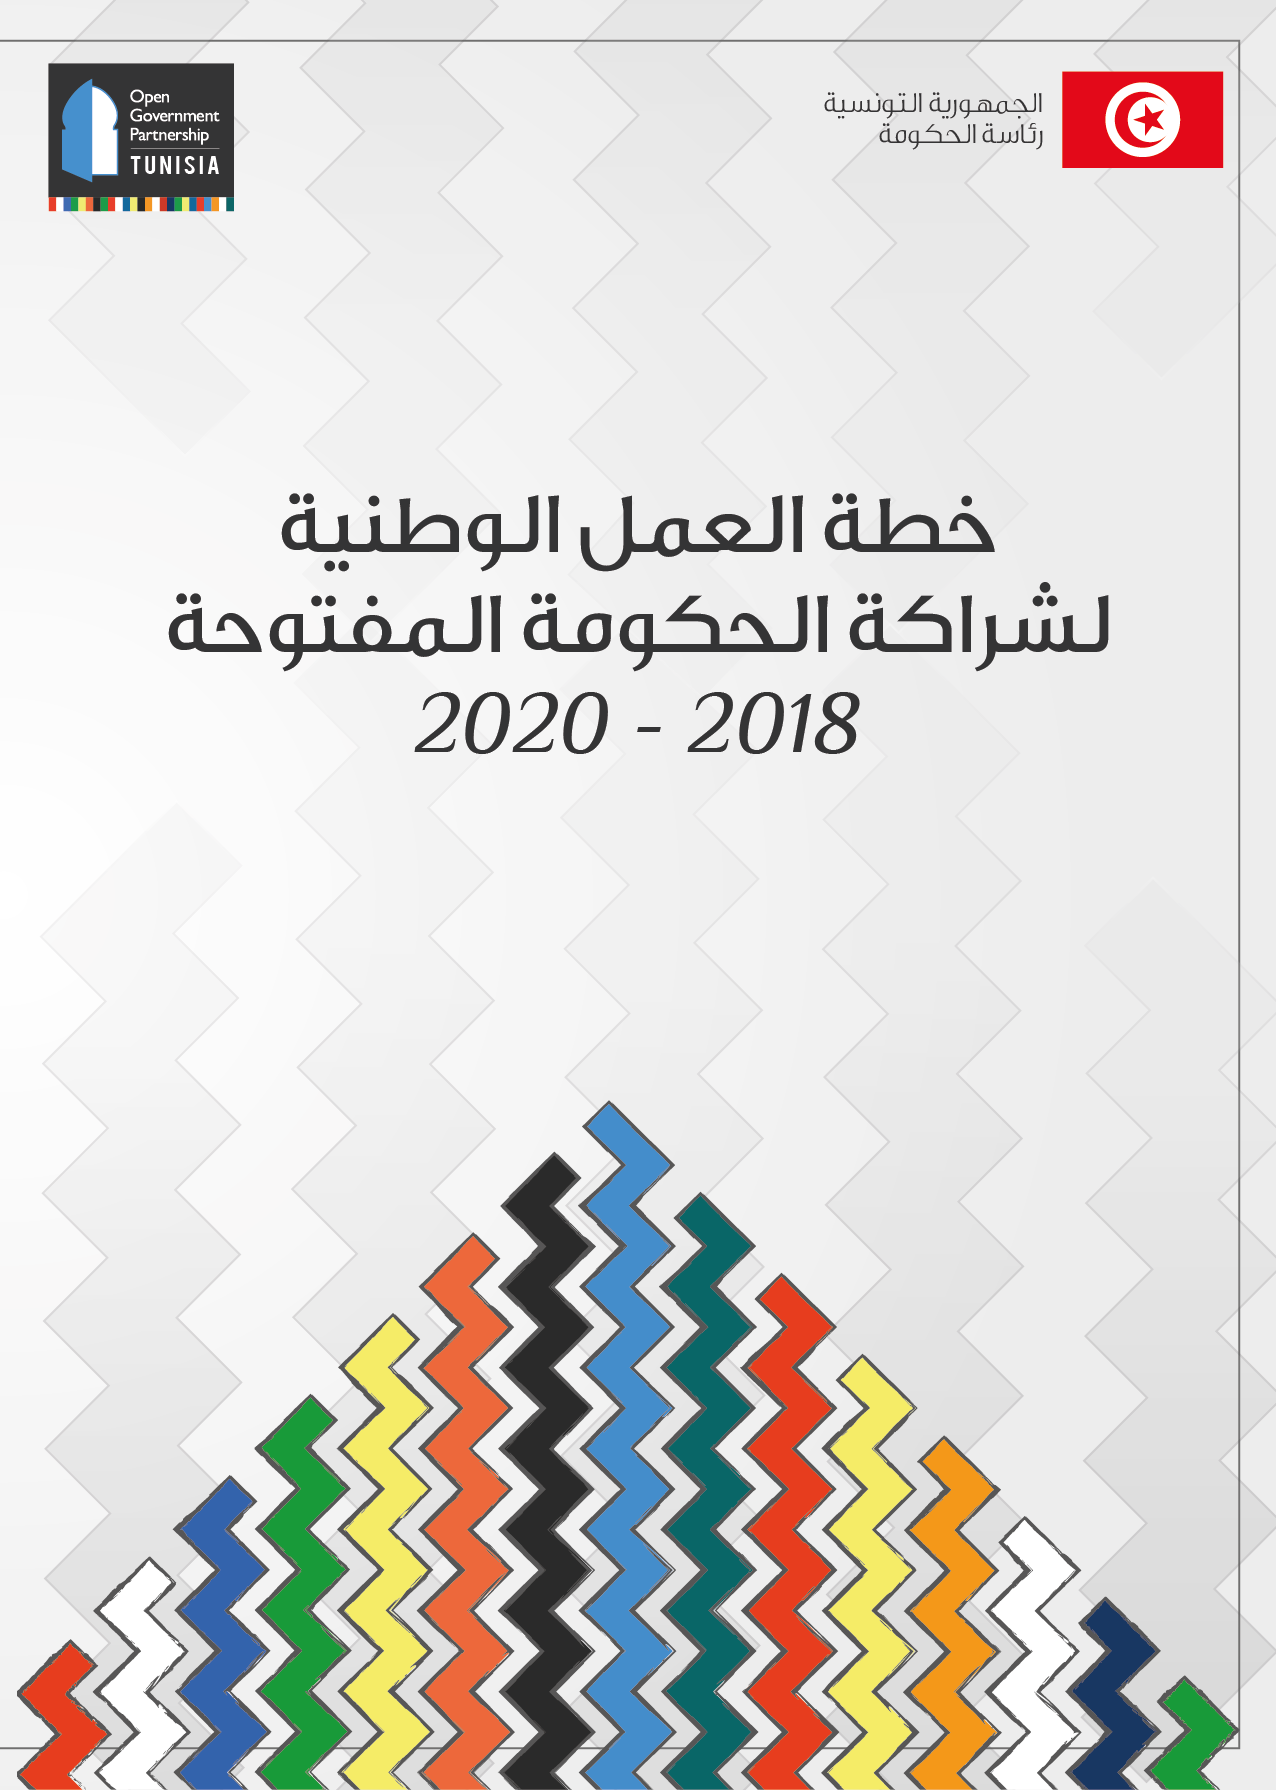 Open
Government
Partnership
TUNISIA
الجمهورية التونسية
رئاسة الحكومة
خطة العمل الوطنية
لشراكة الحكومة المفتوحة
2018 - 2020